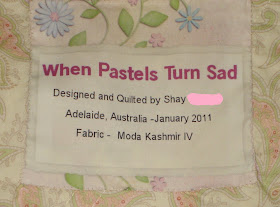 When Pastels Turn Sad
Designed and Quilted by Shay
Adelaide, Australia -January 2011
Fabric - Moda Kashmir IV